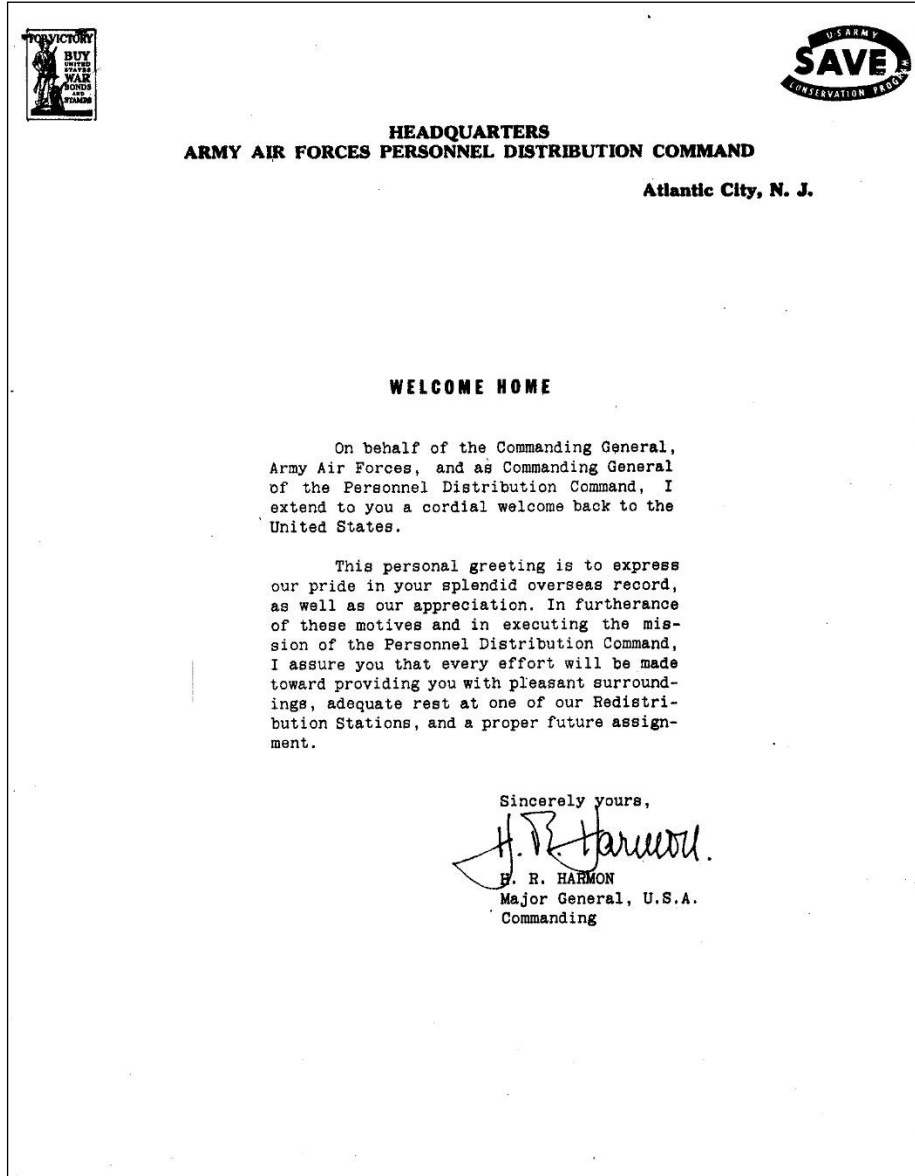 FOR VICTORY
BUY
UNITED
STATES
WAR
BONDS
AND
STAMPS
U·S ARMY
SAVE
CONSERVATION PROGRAM
HEADQUARTERS
ARMY AIR FORCES PERSONNEL DISTRIBUTION COMMAND
Atlantic City, N. J.
WELCOME HOME
On behalf of the Commanding General,
Army Air Forces, and as Commanding General
of the Personnel Distribution Command, I
extend to you a cordial welcome back to the
United States.
This personal greeting is to express
our pride in your splendid overseas record,
as well as our appreciation. In furtherance
of these motives and in executing the mis-
sion of the Personnel Distribution Command,
I assure you that every effort will be made
toward providing you with pleasant surround-
ings, adequate rest at one of our Redistri-
bution Stations, and a proper future assign-
ment.
Sincerely yours,
H. R. Harmon.
H. R. HARMON
Major General, U.S.A.
Commanding